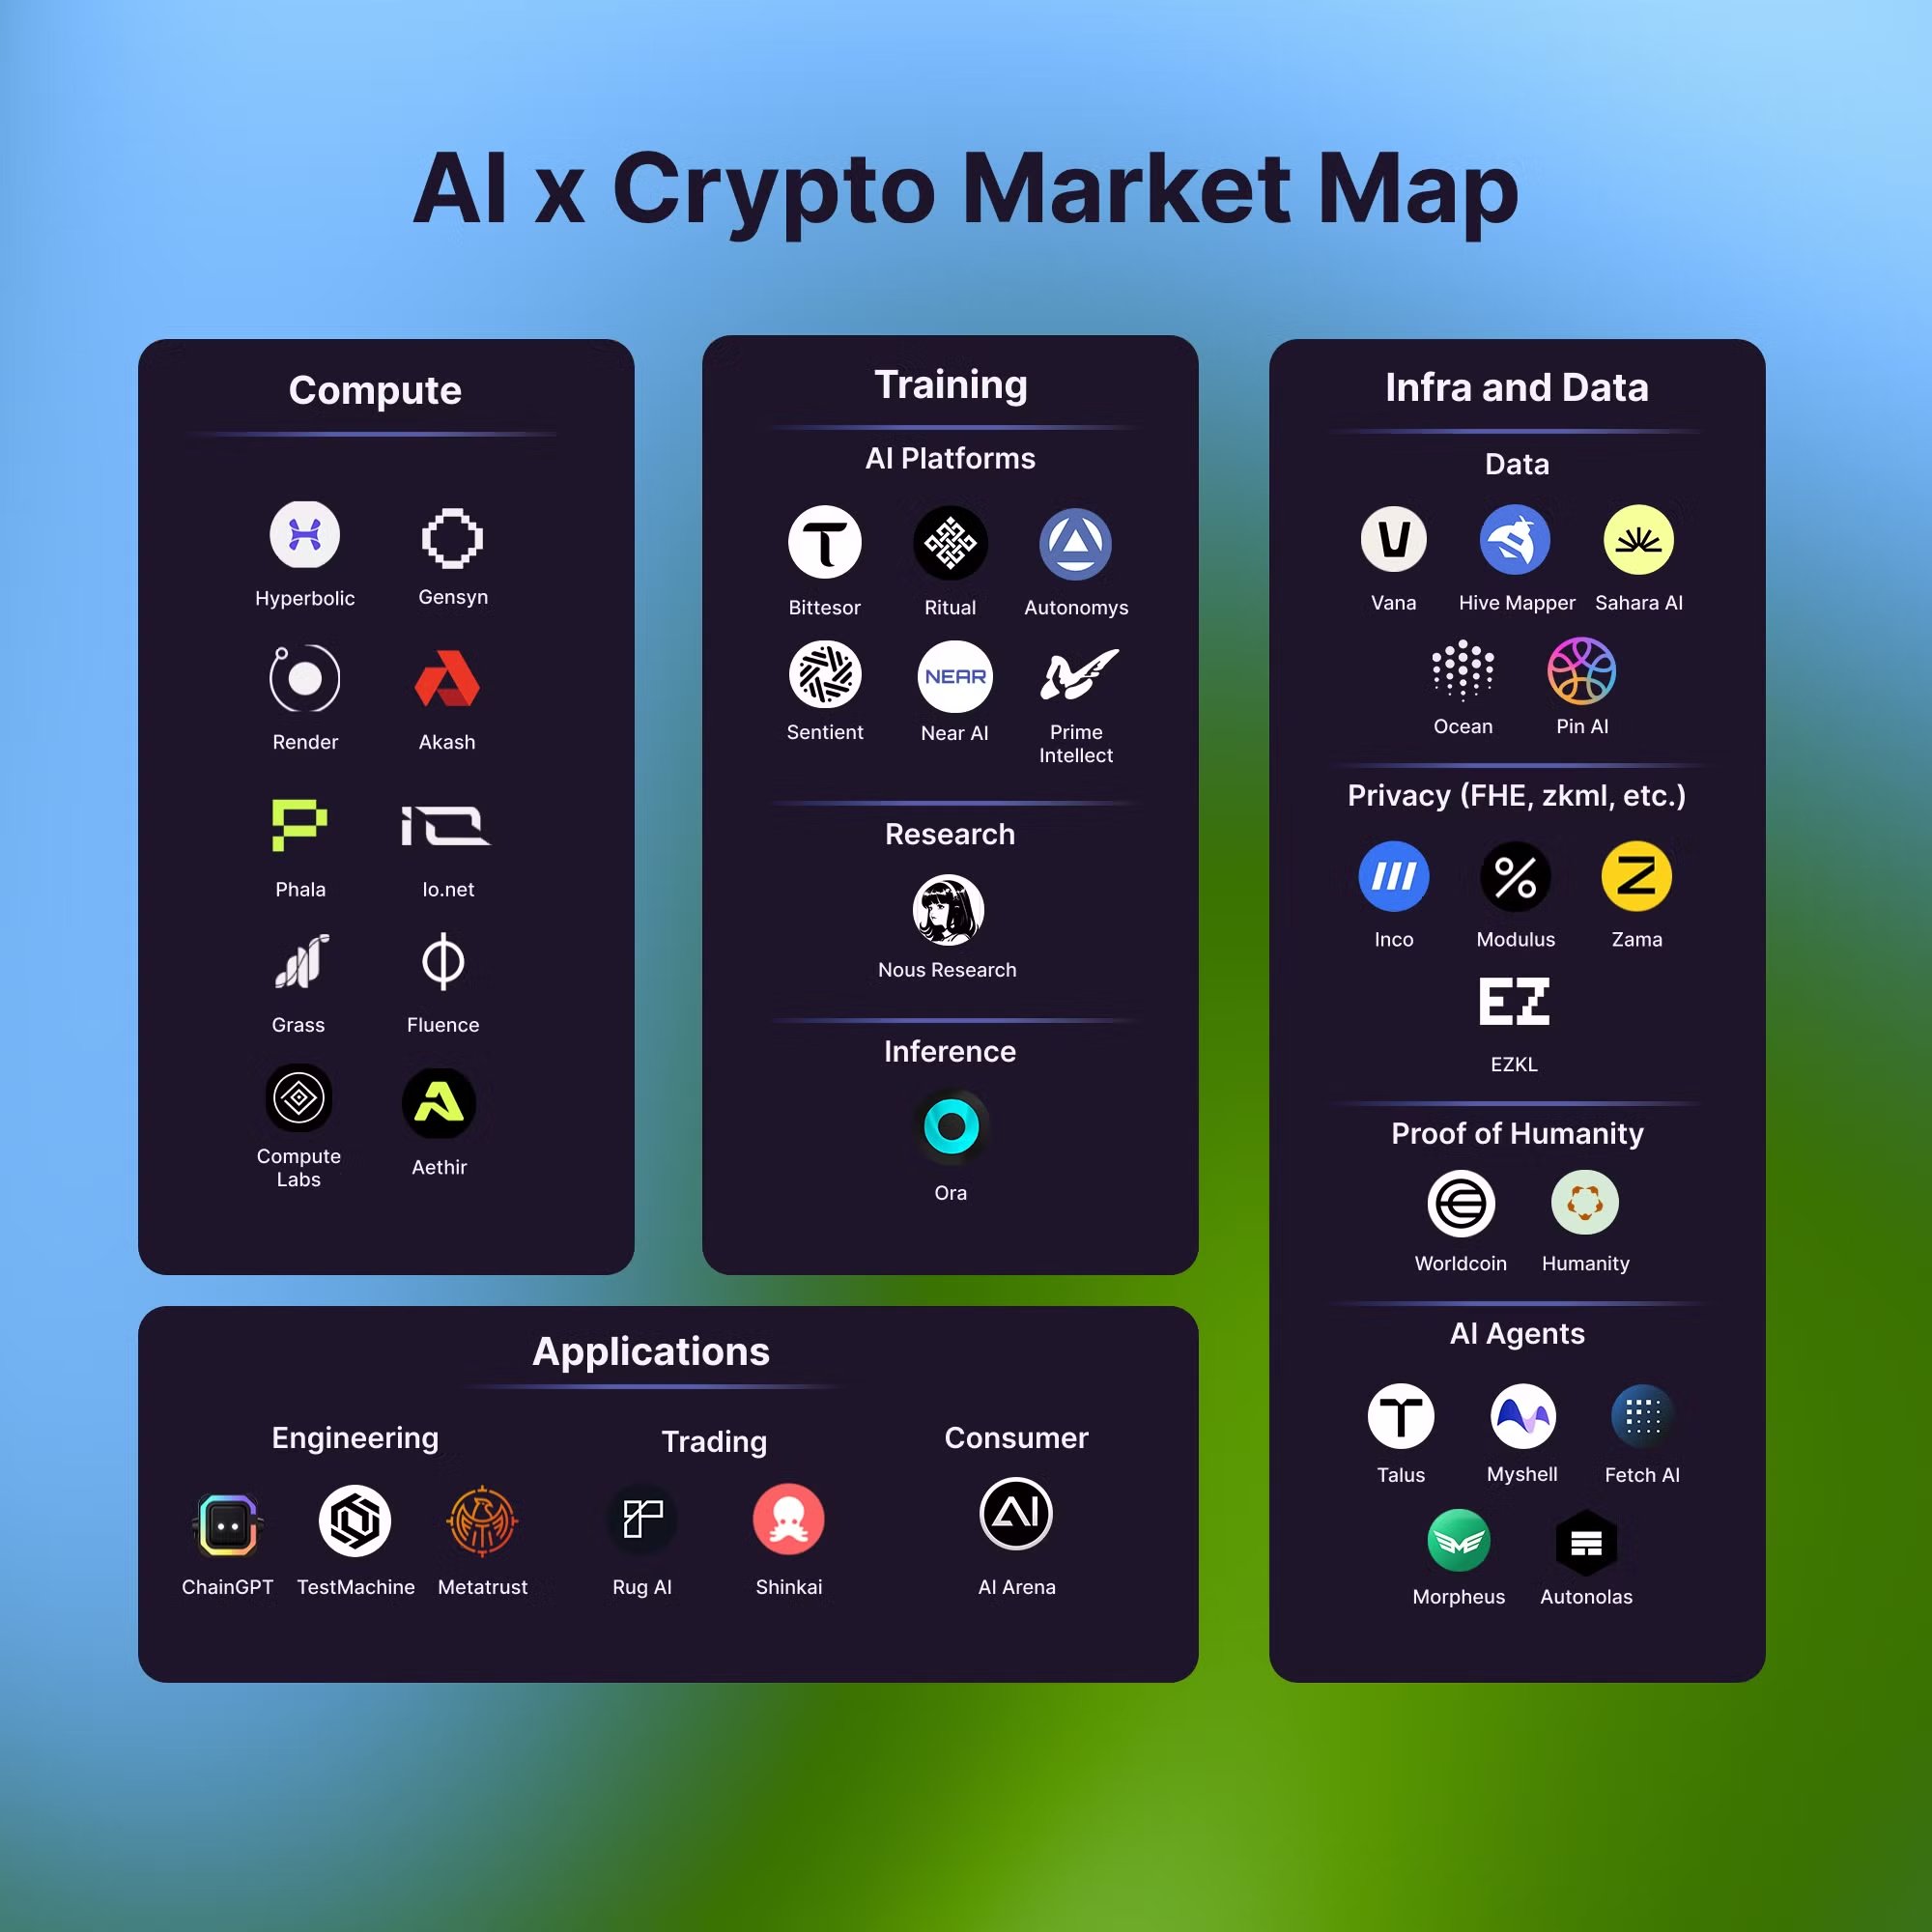 AI x Crypto Market Map
Compute
Hyperbolic
Gensyn
Render
Akash
Phala
Io.net
Grass
Fluence
Compute
Labs
Aethir
Training
AI Platforms
Bittesor
Ritual
Autonomys
Sentient
NEAR
Near AI
Prime
Intellect
Research
Nous Research
Inference
Ora
Infra and Data
Data
Vana
Hive Mapper
Sahara AI
Ocean
Pin AI
Privacy (FHE, zkml, etc.)
Inco
Modulus
Zama
EZ
EZKL
Proof of Humanity
Worldcoin
Humanity
AI Agents
Talus
Myshell
Fetch AI
Morpheus
Autonolas
Applications
Engineering
ChainGPT
TestMachine
Metatrust
Trading
Rug AI
Shinkai
Consumer
AI
AI Arena